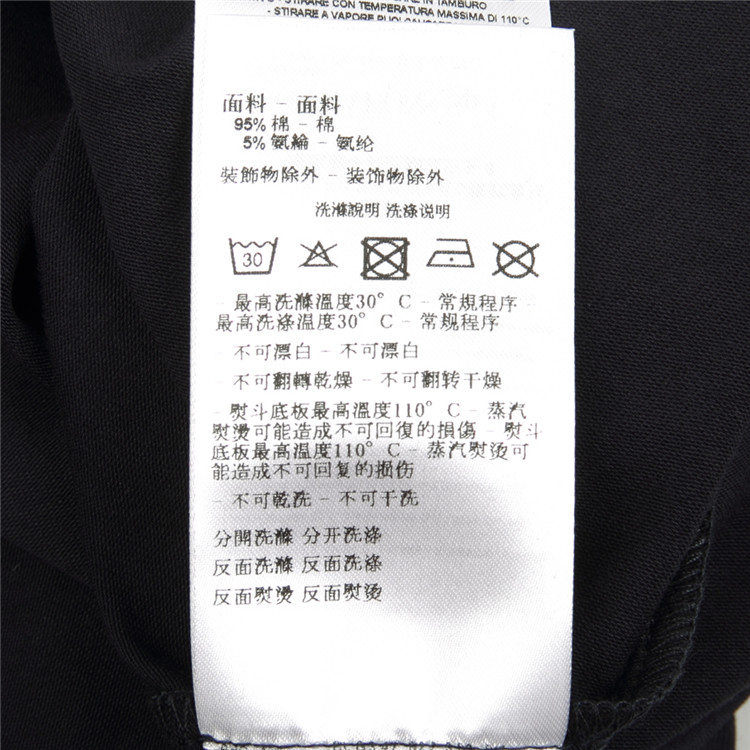 STIRARE CON TEMPERATURA MASSIMA DI 110°C
- STIRARE A VAPORE PUOI
面料 - 面料
95% 棉 - 棉
5% 氨綸 - 氨纶
裝飾物除外 - 装饰物除外
洗滌說明 洗涤说明
30
- 最高洗滌溫度30° C - 常規程序 -
最高洗涤温度30° C - 常规程序
- 不可漂白 - 不可漂白
- 不可翻轉乾燥 - 不可翻转干燥
- 熨斗底板最高溫度110° C - 蒸汽
熨燙可能造成不可回復的損傷 - 熨斗
底板最高温度110° C - 蒸汽熨烫可
能造成不可回复的损伤
- 不可乾洗 - 不可干洗
分開洗滌 分开洗涤
反面洗滌 反面洗涤
反面熨燙 反面熨烫